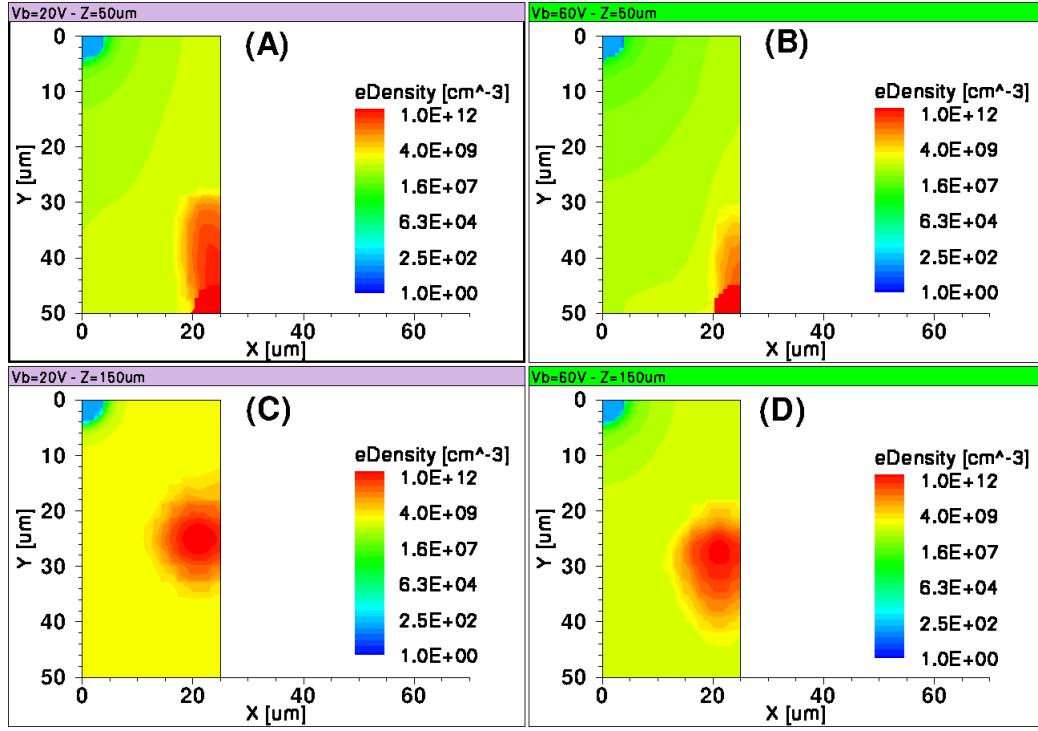 Vb=20V - Z=50um
(A)
eDensity [cm^-3]
1.0E+12
4.0E+09
1.6E+07
6.3E+04
2.5E+02
1.0E+00
0
10
20
30
40
50
Y [um]
0 20 40 60
X [um]
Vb=60V - Z=50um
(B)
eDensity [cm^-3]
1.0E+12
4.0E+09
1.6E+07
6.3E+04
2.5E+02
1.0E+00
0
10
20
30
40
50
Y [um]
0 20 40 60
X [um]
Vb=20V - Z=150um
(C)
eDensity [cm^-3]
1.0E+12
4.0E+09
1.6E+07
6.3E+04
2.5E+02
1.0E+00
0
10
20
30
40
50
Y [um]
0 20 40 60
X [um]
Vb=60V - Z=150um
(D)
eDensity [cm^-3]
1.0E+12
4.0E+09
1.6E+07
6.3E+04
2.5E+02
1.0E+00
0
10
20
30
40
50
Y [um]
0 20 40 60
X [um]